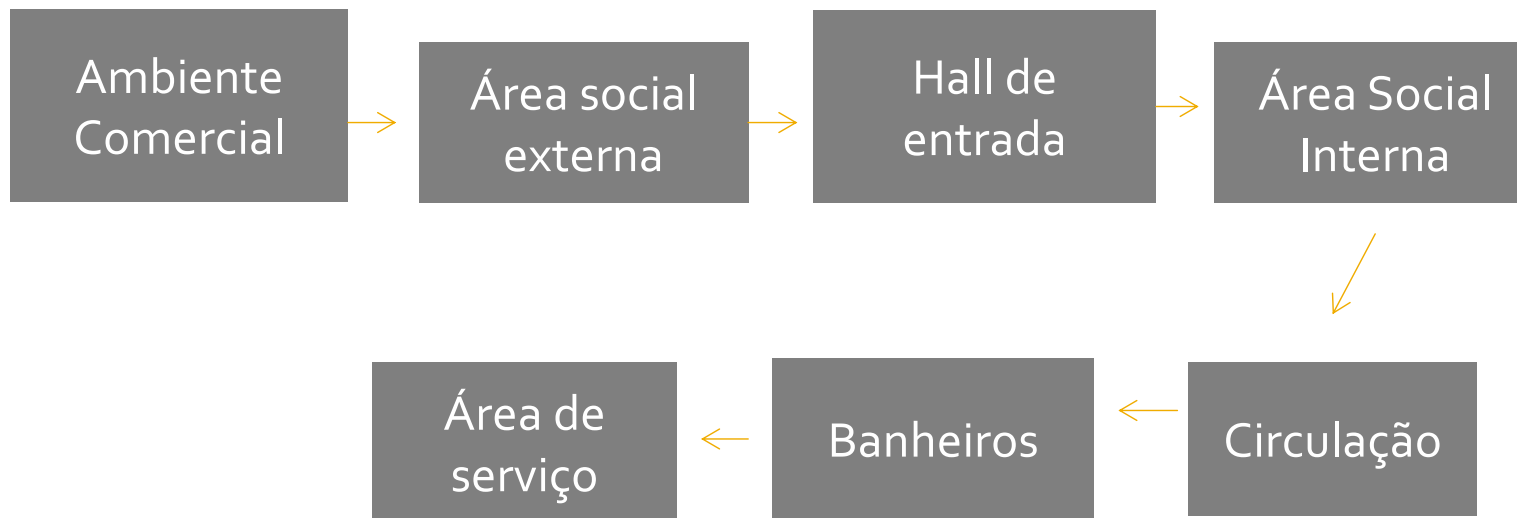 Ambiente
Comercial
Área social
externa
Hall de
entrada
Área Social
Interna
Circulação
Banheiros
Área de
serviço